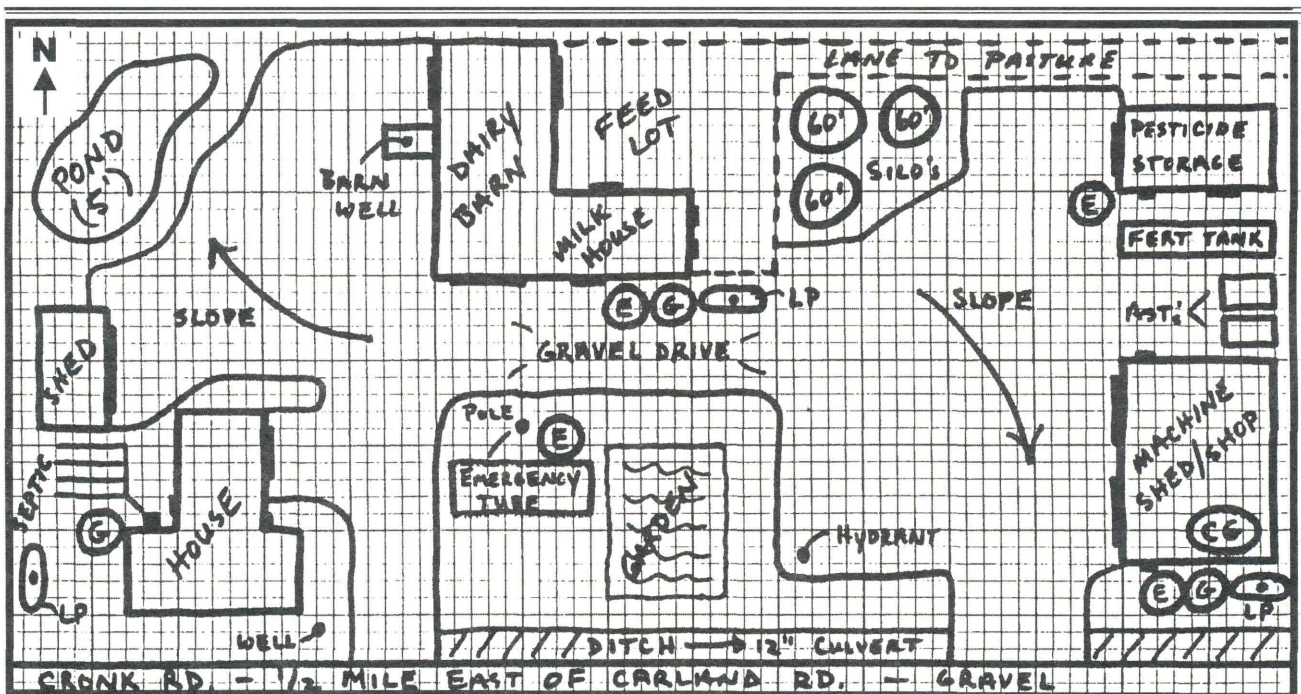 N
LANE TO PASTURE
POND
(5')
BARN
WELL
DAIRY
BARN
FEED
LOT
MILK
HOUSE
60'
60'
60'
SILO'S
PESTICIDE
STORAGE
E
FERT TANK
AST'S
SLOPE
E
G
LP
SLOPE
GRAVEL DRIVE
SHED
POLE
E
EMERGENCY
TUBE
GARDEN
MACHINE
SHED/SHOP
CG
SEPTIC
G
HOUSE
HYDRANT
LP
WELL
E
G
LP
DITCH 12" CULVERT
CRONK RD. - 1/2 MILE EAST OF CARLAND RD. - GRAVEL